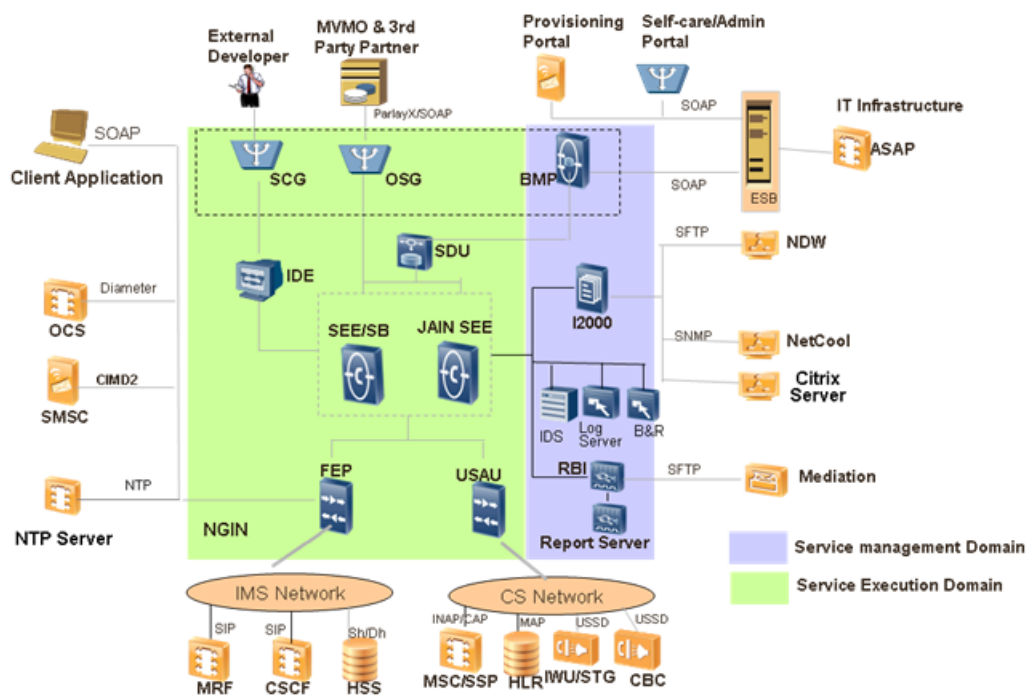 External
Developer
MVMO & 3rd
Party Partner
Provisioning
Portal
Self-care/Admin
Portal
ParlayX/SOAP
SOAP
IT Infrastructure
SOAP
Client Application
SCG
OSG
BMP
SOAP
ESB
ASAP
SDU
SFTP
NDW
IDE
Diameter
OCS
I2000
SEE/SB
JAIN SEE
SNMP
NetCool
CIMD2
SMSC
Citrix
Server
IDS
Log
Server
B&R
FEP
USAU
RBI
SFTP
Mediation
NTP
NTP Server
NGIN
Report Server
Service management Domain
Service Execution Domain
IMS Network
CS Network
SIP
SIP
Sh/Dh
INAP/CAP
MAP
USSD
USSD
MRF
CSCF
HSS
MSC/SSP
HLR
IWU/STG
CBC